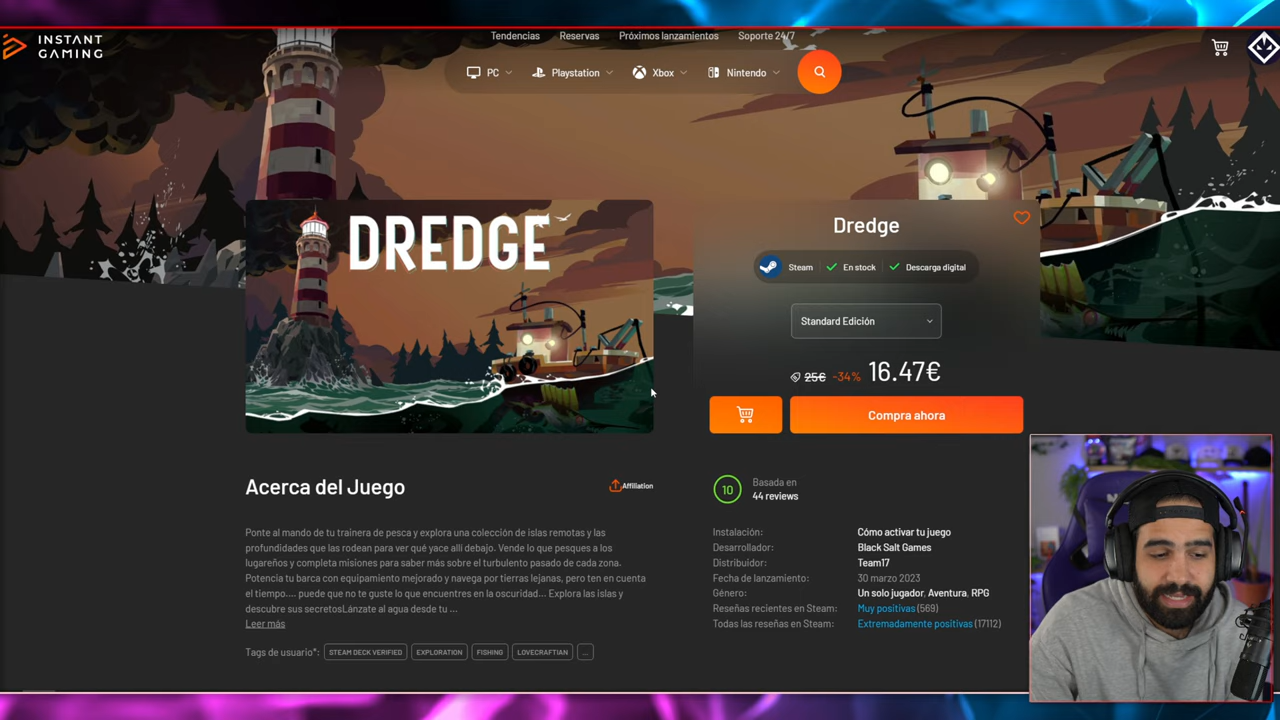 INSTANT
GAMING
Tendencias
Reservas
Próximos lanzamientos
Soporte 24/7
PC
Playstation
Xbox
Nintendo
DREDGE
Dredge
Steam
En stock
Descarga digital
Standard Edición
25€ -34% 16.47€
Compra ahora
Acerca del Juego
Affiliation
Ponte al mando de tu trainera de pesca y explora una colección de islas remotas y las
profundidades que las rodean para ver qué yace allí debajo. Vende lo que pesques a los
lugareños y completa misiones para saber más sobre el turbulento pasado de cada zona.
Potencia tu barca con equipamiento mejorado y navega por tierras lejanas, pero ten en cuenta
el tiempo.... puede que no te guste lo que encuentres en la oscuridad... Explora las islas y
descubre sus secretosLánzate al agua desde tu ...
Leer más
Tags de usuario*:
STEAM DECK VERIFIED
EXPLORATION
FISHING
LOVECRAFTIAN
...
10
Basada en
44 reviews
Instalación: Cómo activar tu juego
Desarrollador: Black Salt Games
Distribuidor: Team17
Fecha de lanzamiento: 30 marzo 2023
Género: Un solo jugador, Aventura, RPG
Reseñas recientes en Steam: Muy positivas (569)
Todas las reseñas en Steam: Extremadamente positivas (17112)